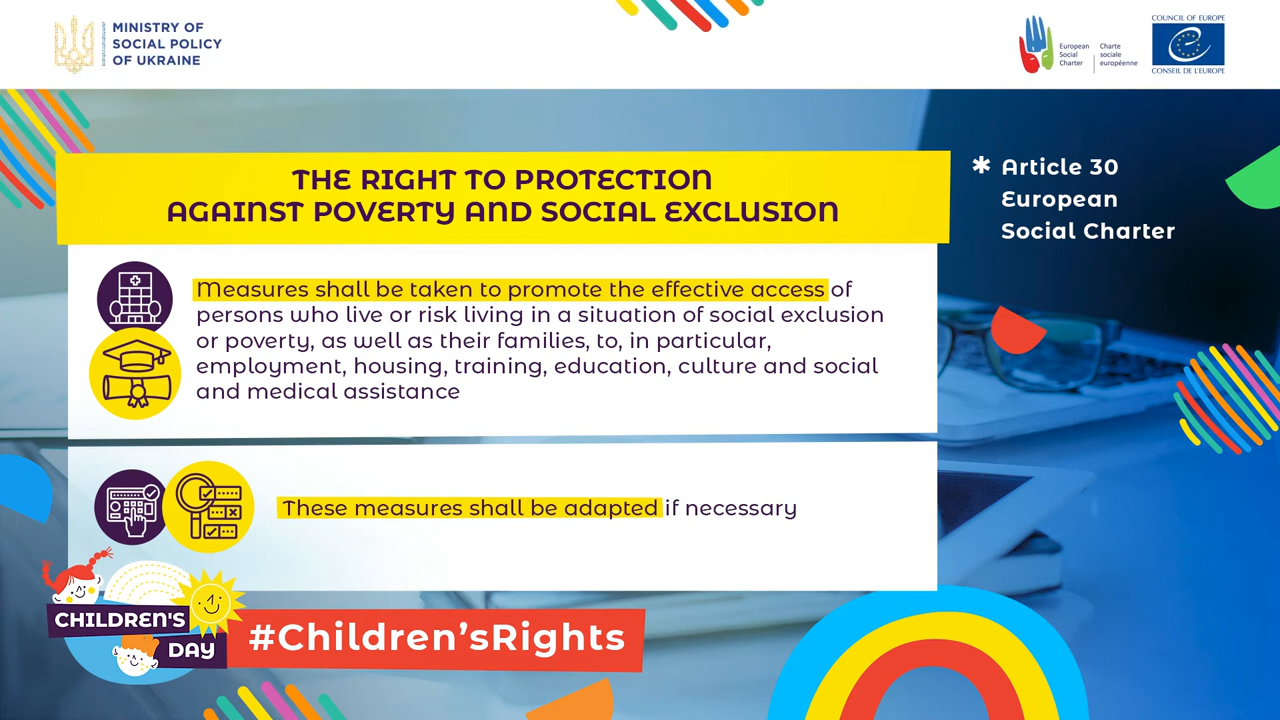 MINISTRY OF
SOCIAL POLICY
OF UKRAINE
European
Social
Charter
Charte
sociale
européenne
COUNCIL OF EUROPE
CONSEIL DE L'EUROPE
THE RIGHT TO PROTECTION
AGAINST POVERTY AND SOCIAL EXCLUSION
* Article 30
European
Social Charter
Measures shall be taken to promote the effective access of
persons who live or risk living in a situation of social exclusion
or poverty, as well as their families, to, in particular,
employment, housing, training, education, culture and social
and medical assistance
These measures shall be adapted if necessary
CHILDREN'S
DAY
#Children'sRights